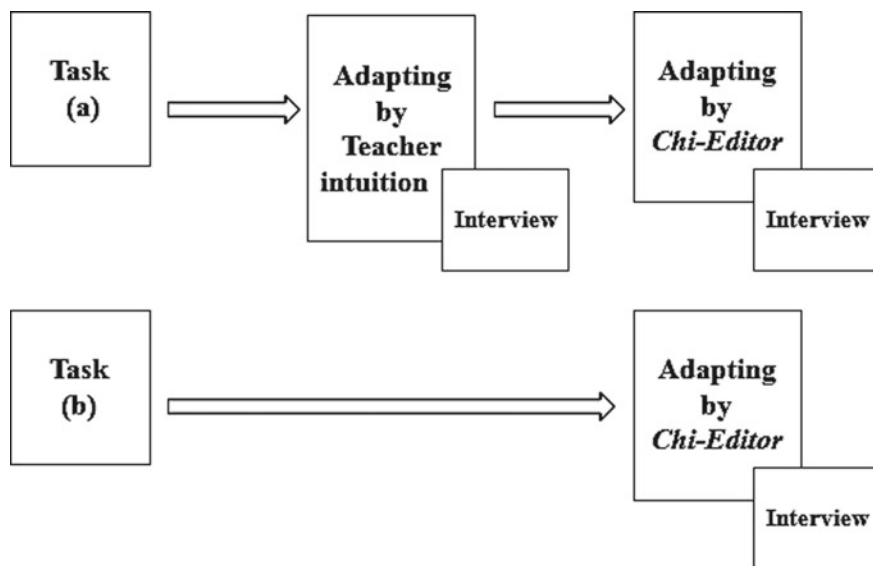 Task
(a)
Adapting
by
Teacher
intuition
Interview
Adapting
by
Chi-Editor
Interview
Task
(b)
Adapting
by
Chi-Editor
Interview